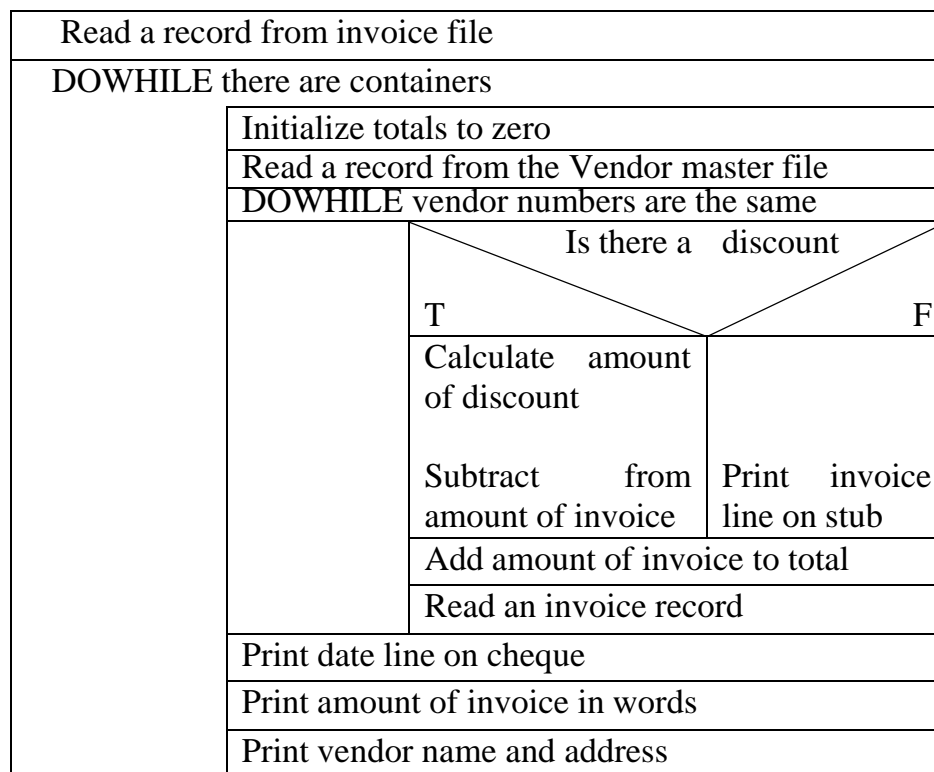 Read a record from invoice file
DOWHILE there are containers
Initialize totals to zero
Read a record from the Vendor master file
DOWHILE vendor numbers are the same
Is there a discount
T F
Calculate amount
of discount
Subtract from
amount of invoice
Print invoice
line on stub
Add amount of invoice to total
Read an invoice record
Print date line on cheque
Print amount of invoice in words
Print vendor name and address